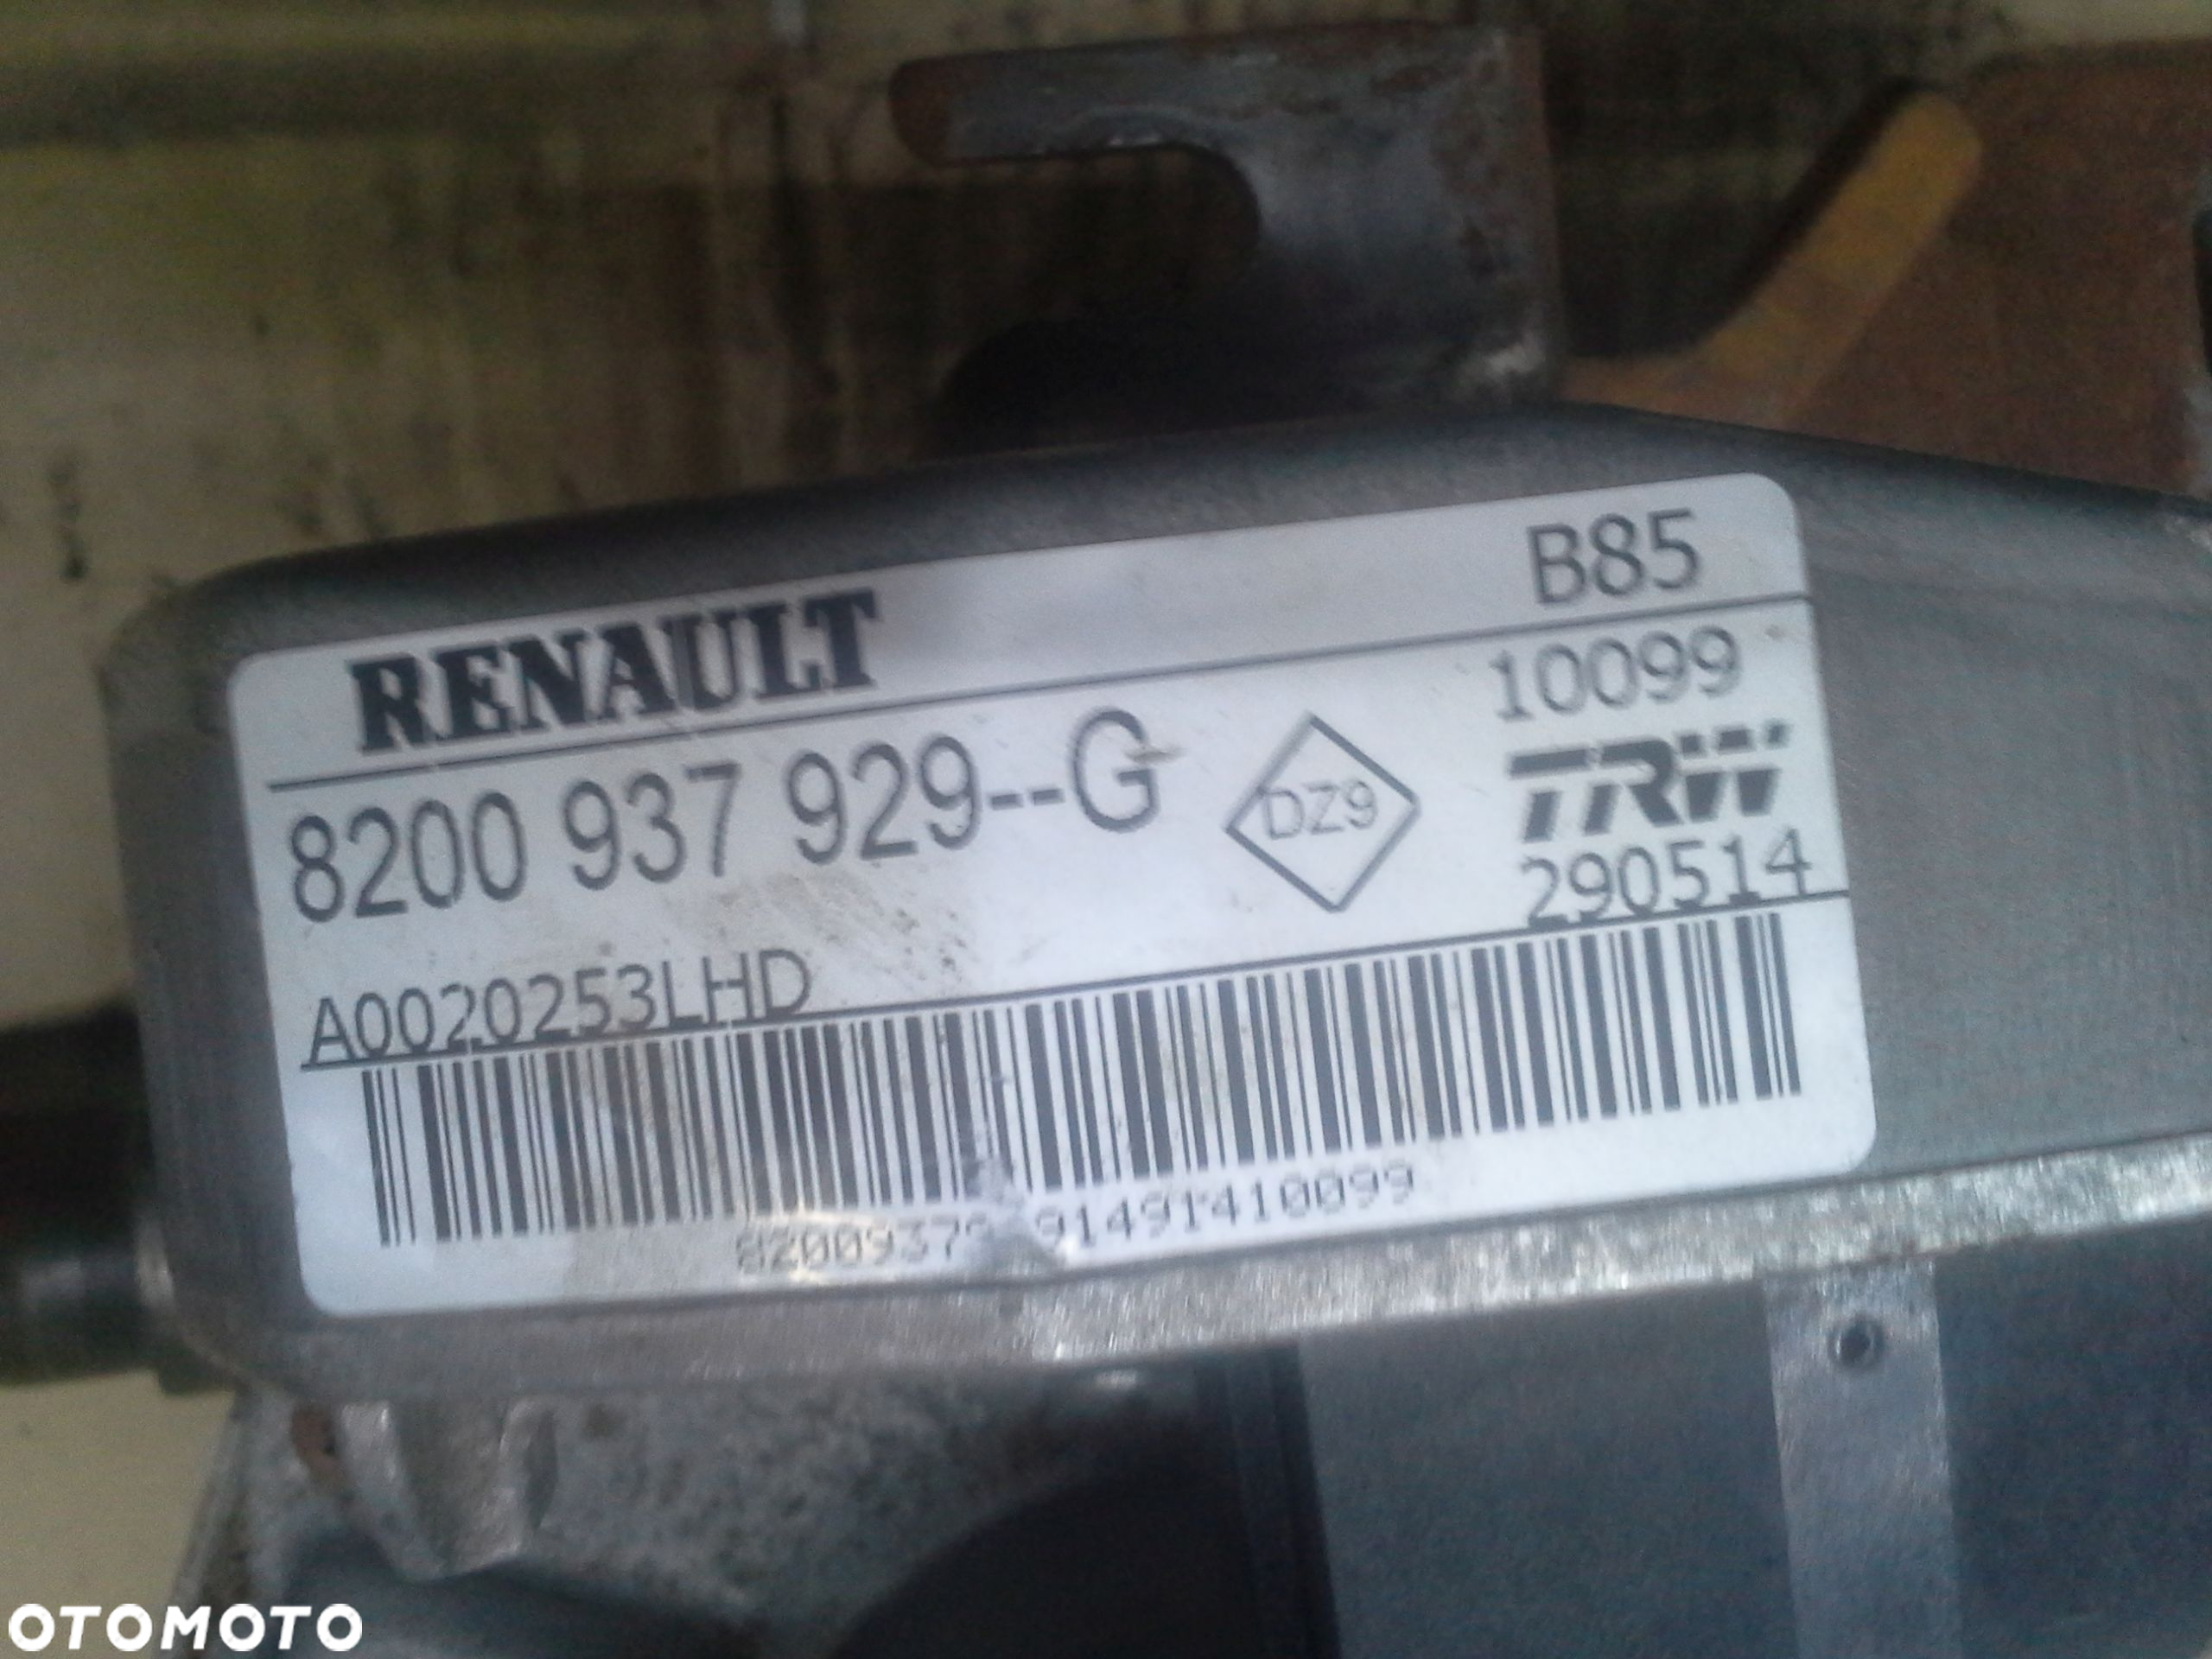 RENAULT B85
8200 937 929--G DZ9 10099
TRW
290514
A0020253LHD
OTOMOTO